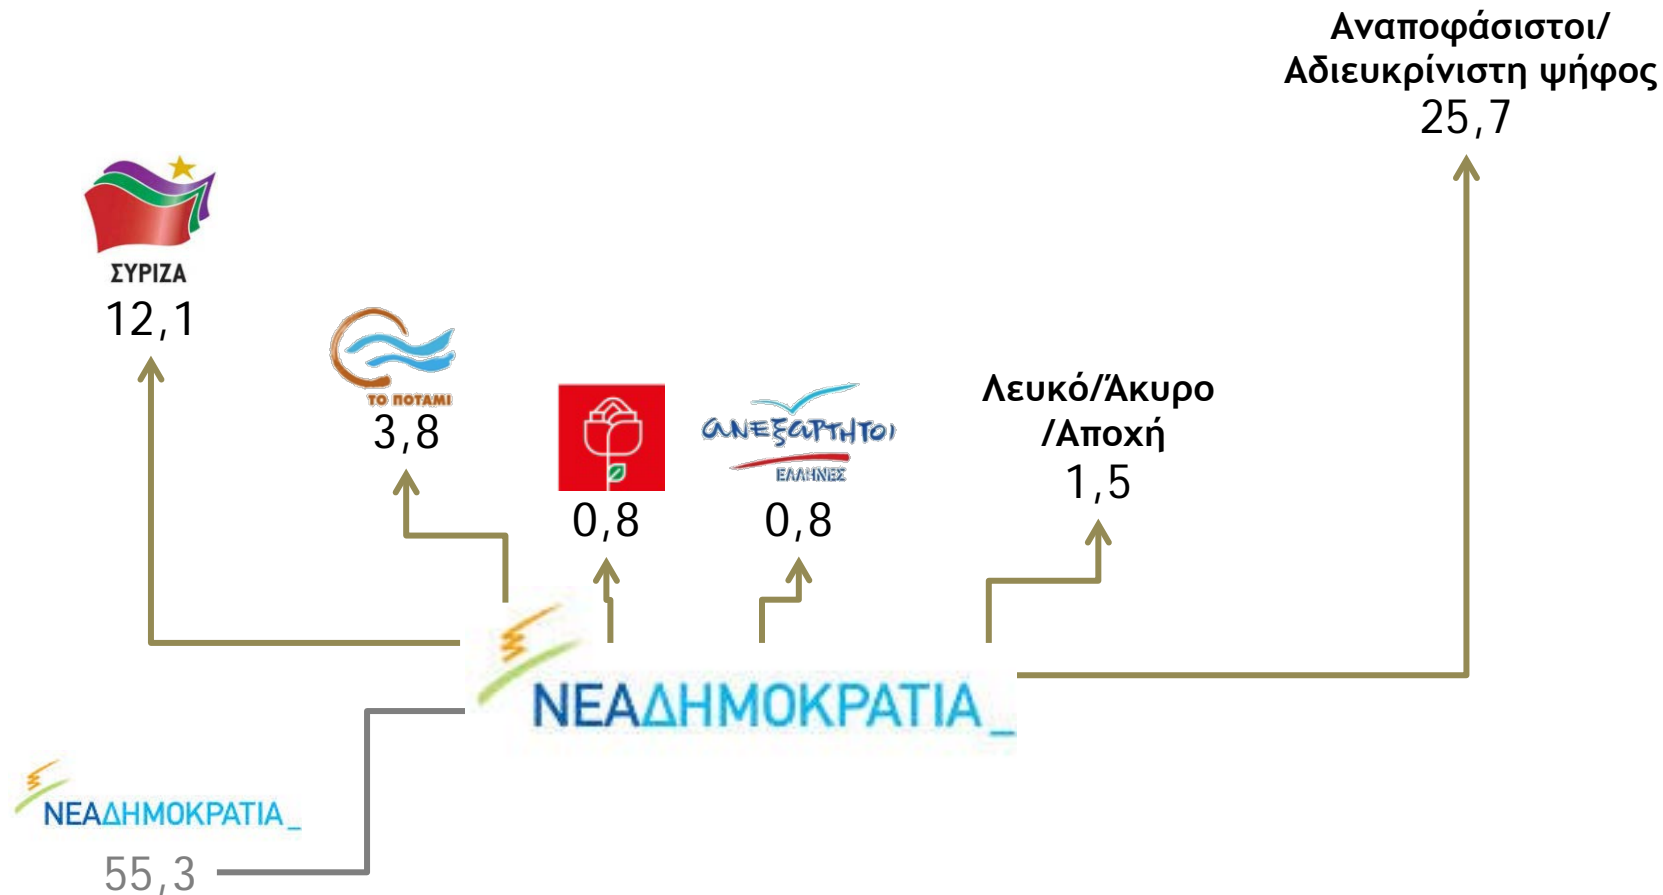 Αναποφάσιστοι/
Αδιευκρίνιστη ψήφος
25,7
ΣΥΡΙΖΑ
12,1
ΤΟ ΠΟΤΑΜΙ
3,8
0,8
ανεξαρτητοι
ΕΛΛΗΝΕΣ
0,8
Λευκό/Άκυρο
/Αποχή
1,5
ΝΕΑΔΗΜΟΚΡΑΤΙΑ_
ΝΕΑΔΗΜΟΚΡΑΤΙΑ_
55,3